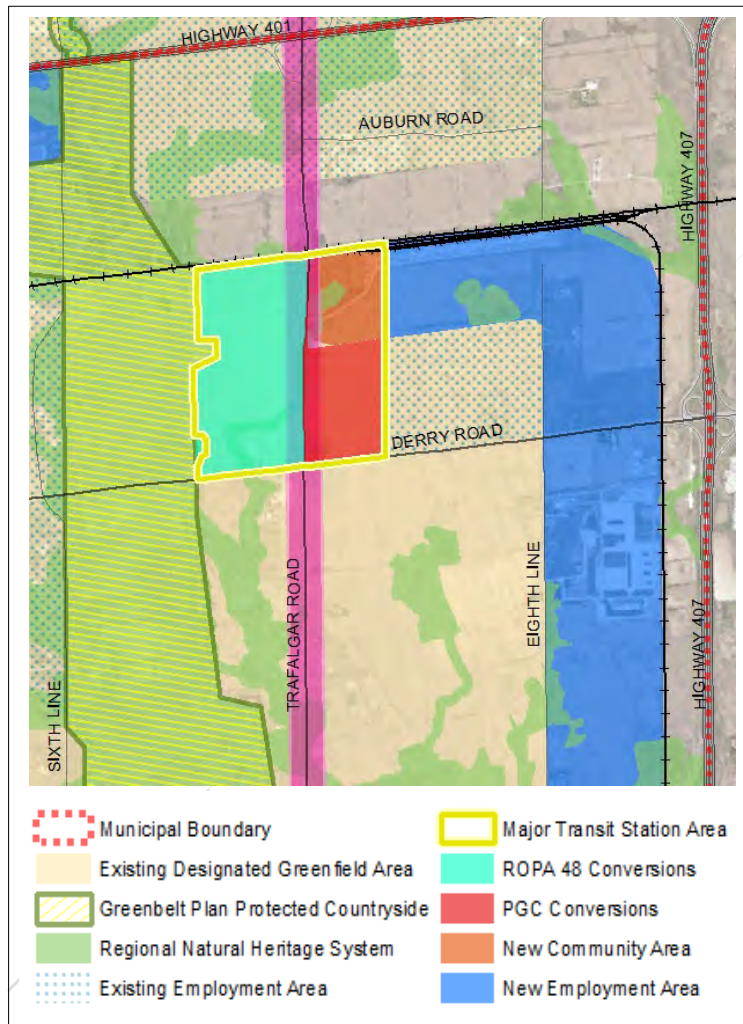 HIGHWAY 401
AUBURN ROAD
HIGHWAY 407
DERRY ROAD
TRAFALGAR ROAD
EIGHTH LINE
SIXTH LINE
HIGHWAY 407
Municipal Boundary
Existing Designated Greenfield Area
Greenbelt Plan Protected Countryside
Regional Natural Heritage System
Existing Employment Area
Major Transit Station Area
ROPA 48 Conversions
PGC Conversions
New Community Area
New Employment Area